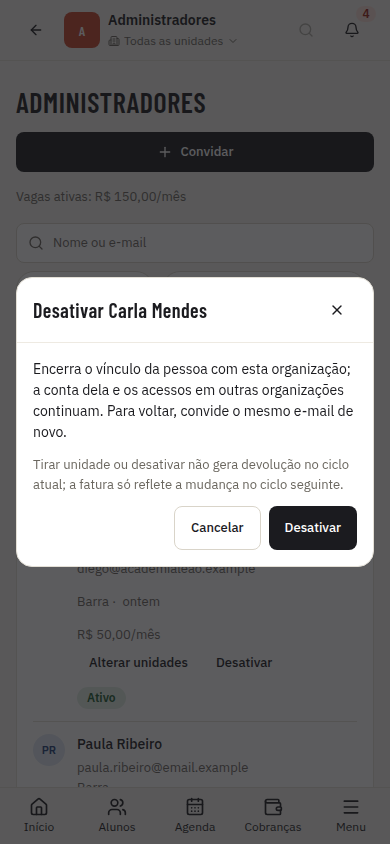 A
Administradores
Todas as unidades
4
ADMINISTRADORES
Convidar
Vagas ativas: R$ 150,00/mês
Nome ou e-mail
Desativar Carla Mendes
Encerra o vínculo da pessoa com esta organização;
a conta dela e os acessos em outras organizações
continuam. Para voltar, convide o mesmo e-mail de
novo.
Tirar unidade ou desativar não gera devolução no ciclo
atual; a fatura só reflete a mudança no ciclo seguinte.
Cancelar
Desativar
diego@academialeao.example
Barra · ontem
R$ 50,00/mês
Alterar unidades
Desativar
Ativo
PR
Paula Ribeiro
paula.ribeiro@email.example
Barra
Início
Alunos
Agenda
Cobranças
Menu